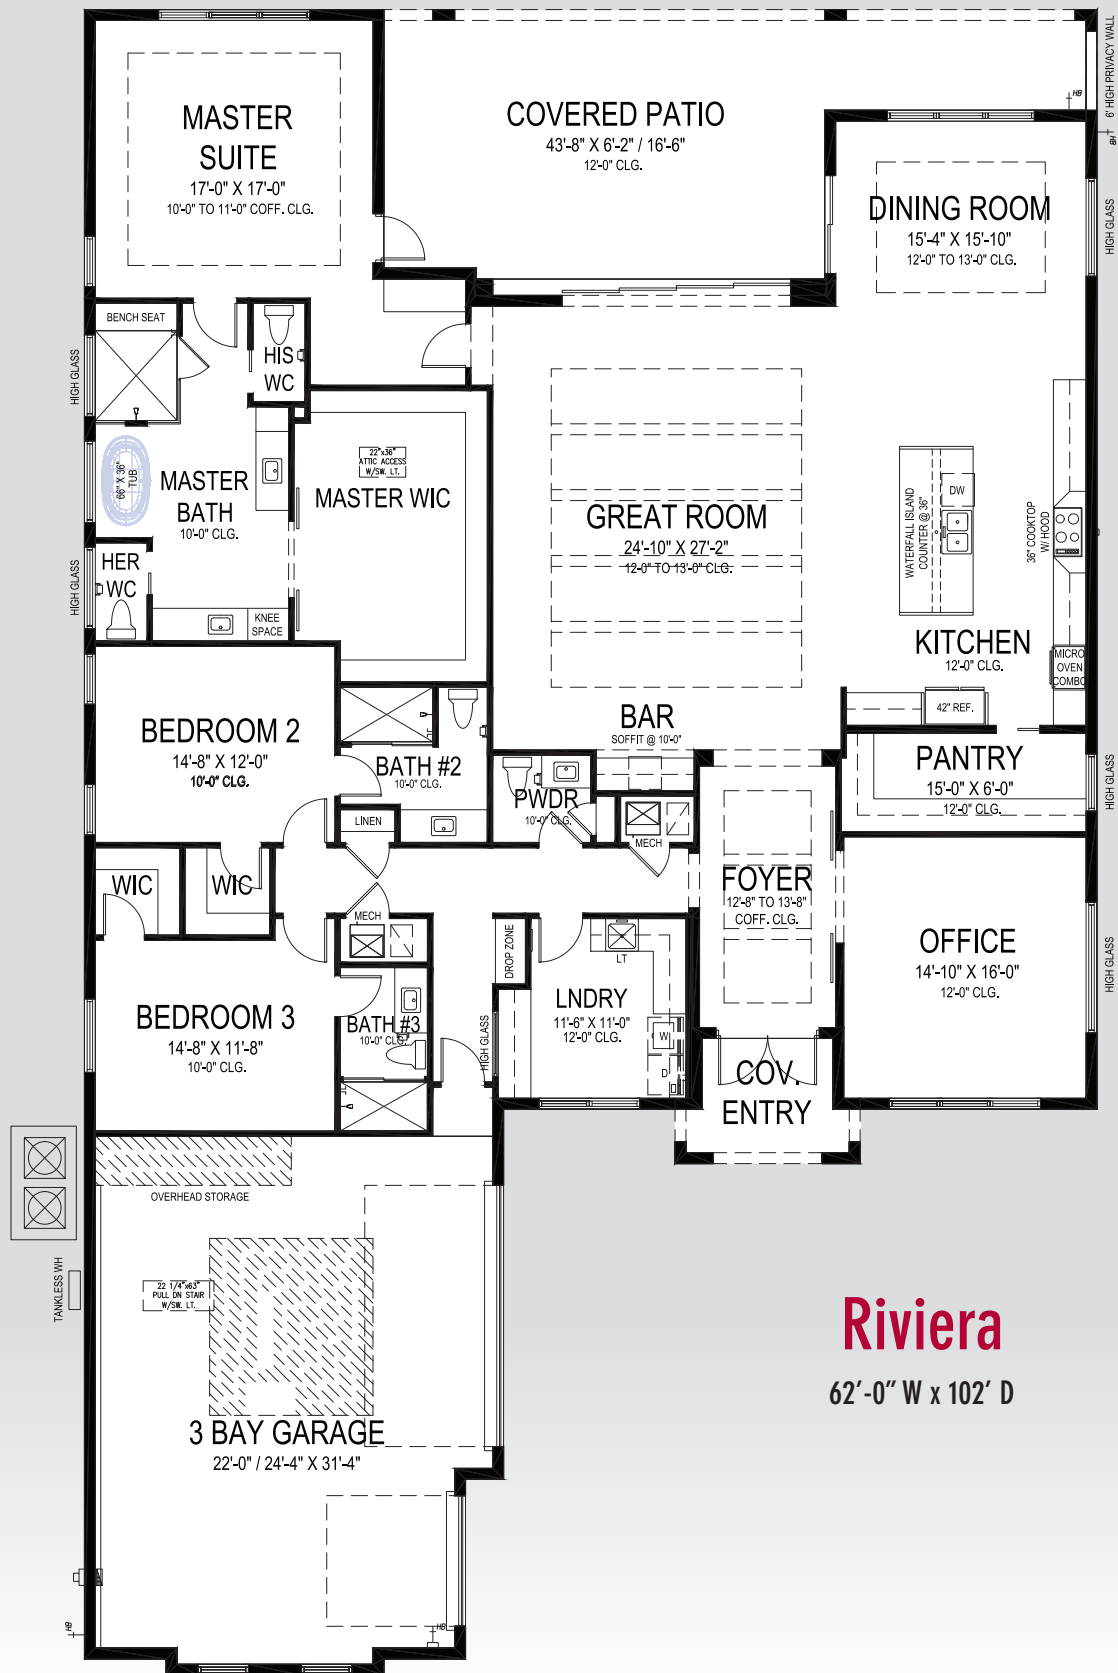 MASTER
SUITE
17'-0" X 17'-0"
10'-0" TO 11'-0" COFF. CLG.
COVERED PATIO
43'-8" X 6'-2" / 16'-6"
12'-0" CLG.
6' HIGH PRIVACY WALL
HB
BH
DINING ROOM
15'-4" X 15'-10"
12'-0" TO 13'-0" CLG.
HIGH GLASS
BENCH SEAT
HIS
WC
HIGH GLASS
66" X 36"
TUB
MASTER
BATH
10'-0" CLG.
22"x36"
ATTIC ACCESS
W/SW. LT.
MASTER WIC
HER
WC
HIGH GLASS
KNEE
SPACE
GREAT ROOM
24'-10" X 27'-2"
12-0" TO 13'-0" CLG.
WATERFALL ISLAND
COUNTER @ 36"
DW
36" COOKTOP
W/ HOOD
KITCHEN
12'-0" CLG.
MICRO
OVEN
COMBO
42" REF.
BEDROOM 2
14'-8" X 12'-0"
10'-0" CLG.
BATH #2
10'-0" CLG.
LINEN
BAR
SOFFIT @ 10'-0"
PWDR
10'-0" CLG.
MECH
PANTRY
15'-0" X 6'-0"
12'-0" CLG.
HIGH GLASS
WIC
WIC
MECH
FOYER
12'-8" TO 13'-8"
COFF. CLG.
OFFICE
14'-10" X 16'-0"
12'-0" CLG.
HIGH GLASS
DROP ZONE
LT
LNDRY
11'-6" X 11'-0"
12'-0" CLG.
W
D
HIGH GLASS
BEDROOM 3
14'-8" X 11'-8"
10'-0" CLG.
BATH #3
10'-0" CLG.
COV.
ENTRY
OVERHEAD STORAGE
TANKLESS WH
22 1/4"x63"
PULL DN STAIR
W/SW. LT.
3 BAY GARAGE
22'-0" / 24'-4" X 31'-4"
HB
HB
Riviera
62'-0" W x 102' D